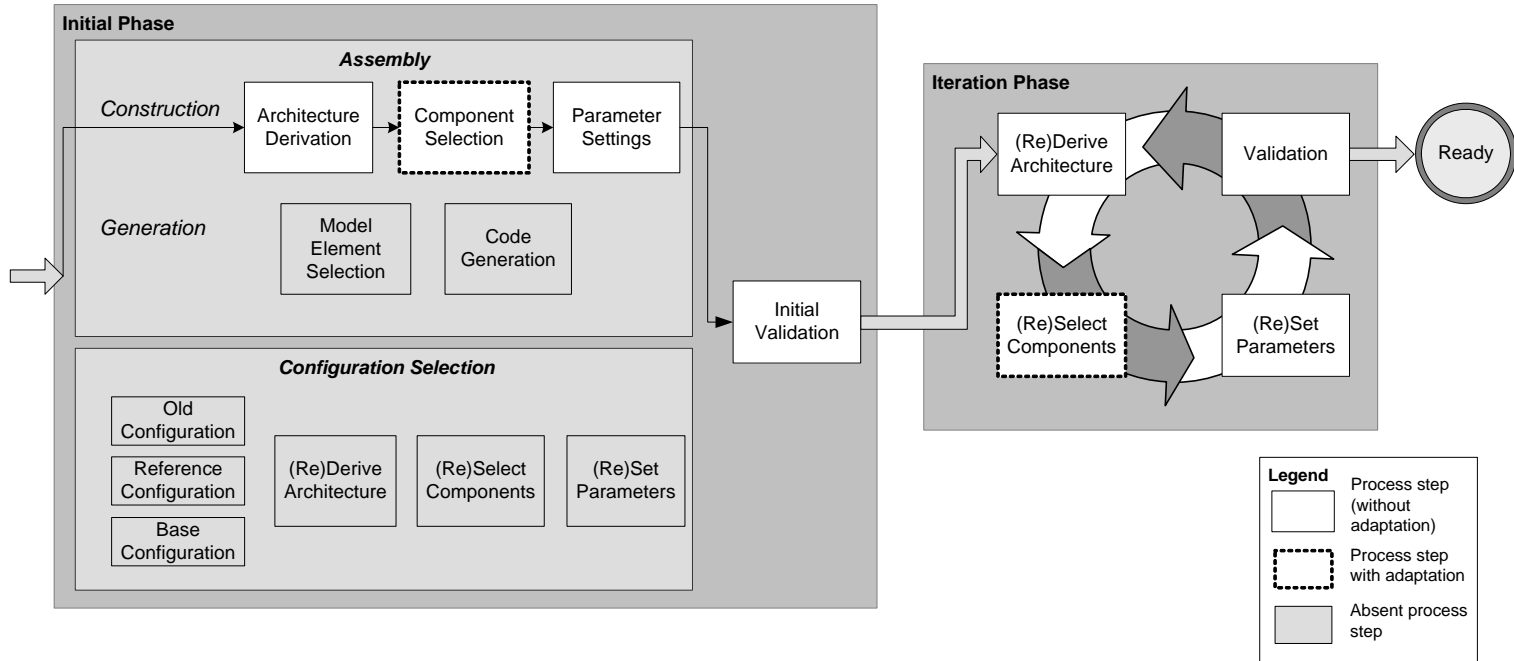 Initial Phase
Assembly
Construction
Architecture
Derivation
Component
Selection
Parameter
Settings
Generation
Model
Element
Selection
Code
Generation
Initial
Validation
Configuration Selection
Old
Configuration
Reference
Configuration
Base
Configuration
(Re)Derive
Architecture
(Re)Select
Components
(Re)Set
Parameters
Iteration Phase
(Re)Derive
Architecture
Validation
(Re)Select
Components
(Re)Set
Parameters
Ready
Legend
Process step
(without
adaptation)
Process step
with adaptation
Absent process
step